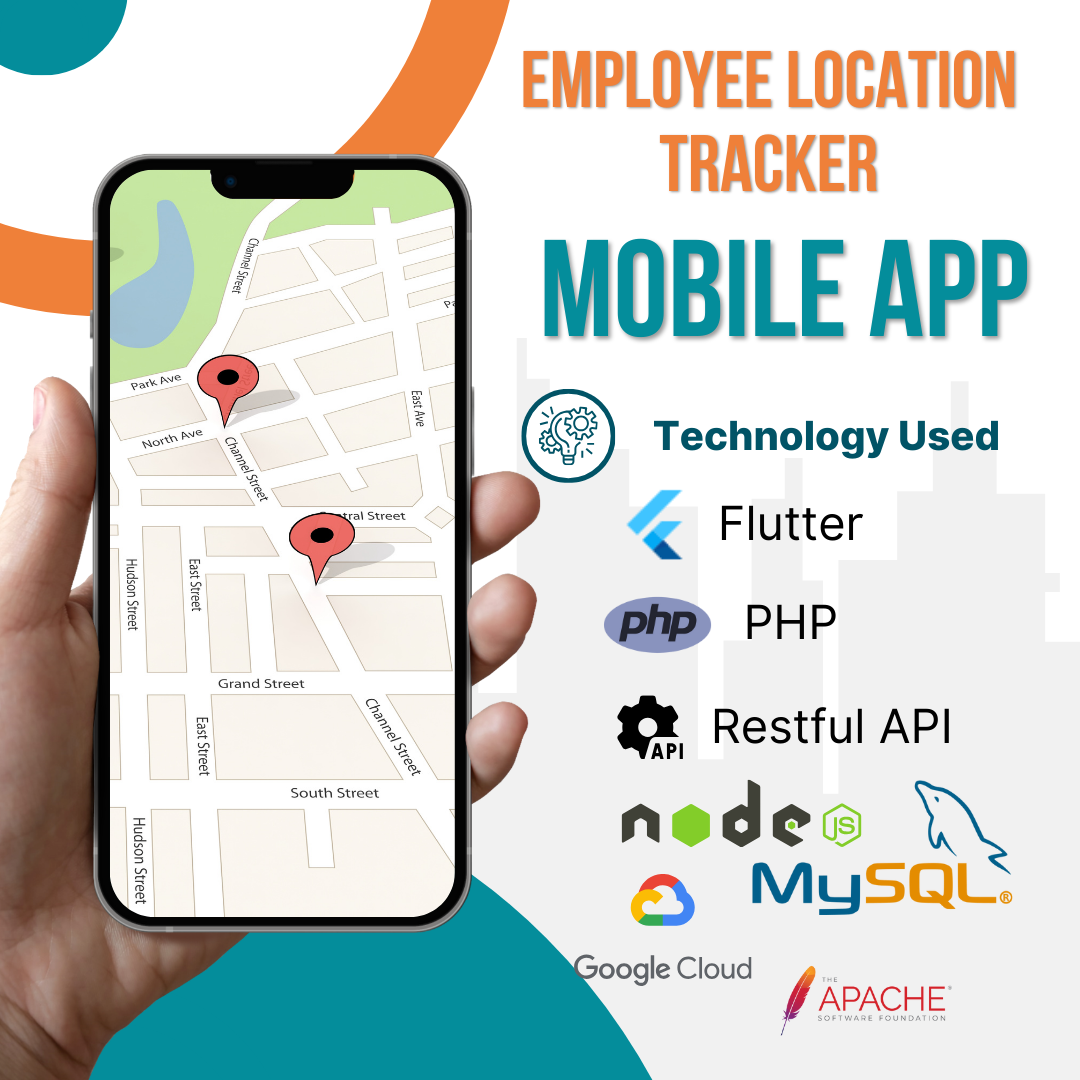 EMPLOYEE LOCATION
TRACKER
MOBILE APP
Technology Used
Flutter
php
PHP
API
Restful API
node
JS
MySQL®
Google Cloud
THE
APACHE®
SOFTWARE FOUNDATION
Channel Street
Park Ave
North Ave
East Ave
Channel Street
Hudson Street
East Street
Grand Street
Channel Street
East Street
South Street
Hudson Street